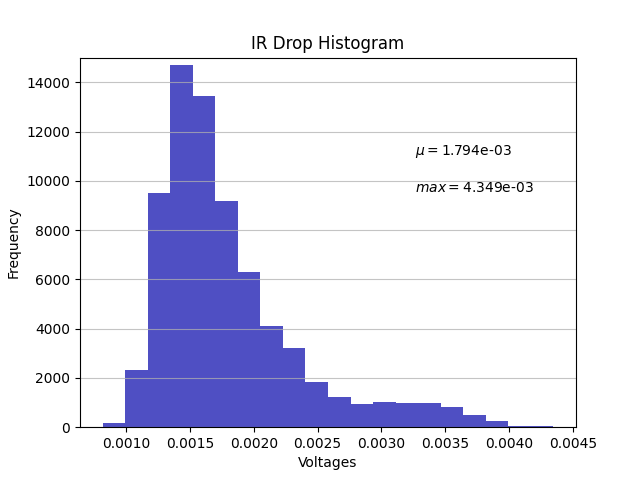 IR Drop Histogram
14000
12000
10000
8000
6000
4000
2000
0
Frequency
μ = 1.794e-03
max = 4.349e-03
0.0010 0.0015 0.0020 0.0025 0.0030 0.0035 0.0040 0.0045
Voltages